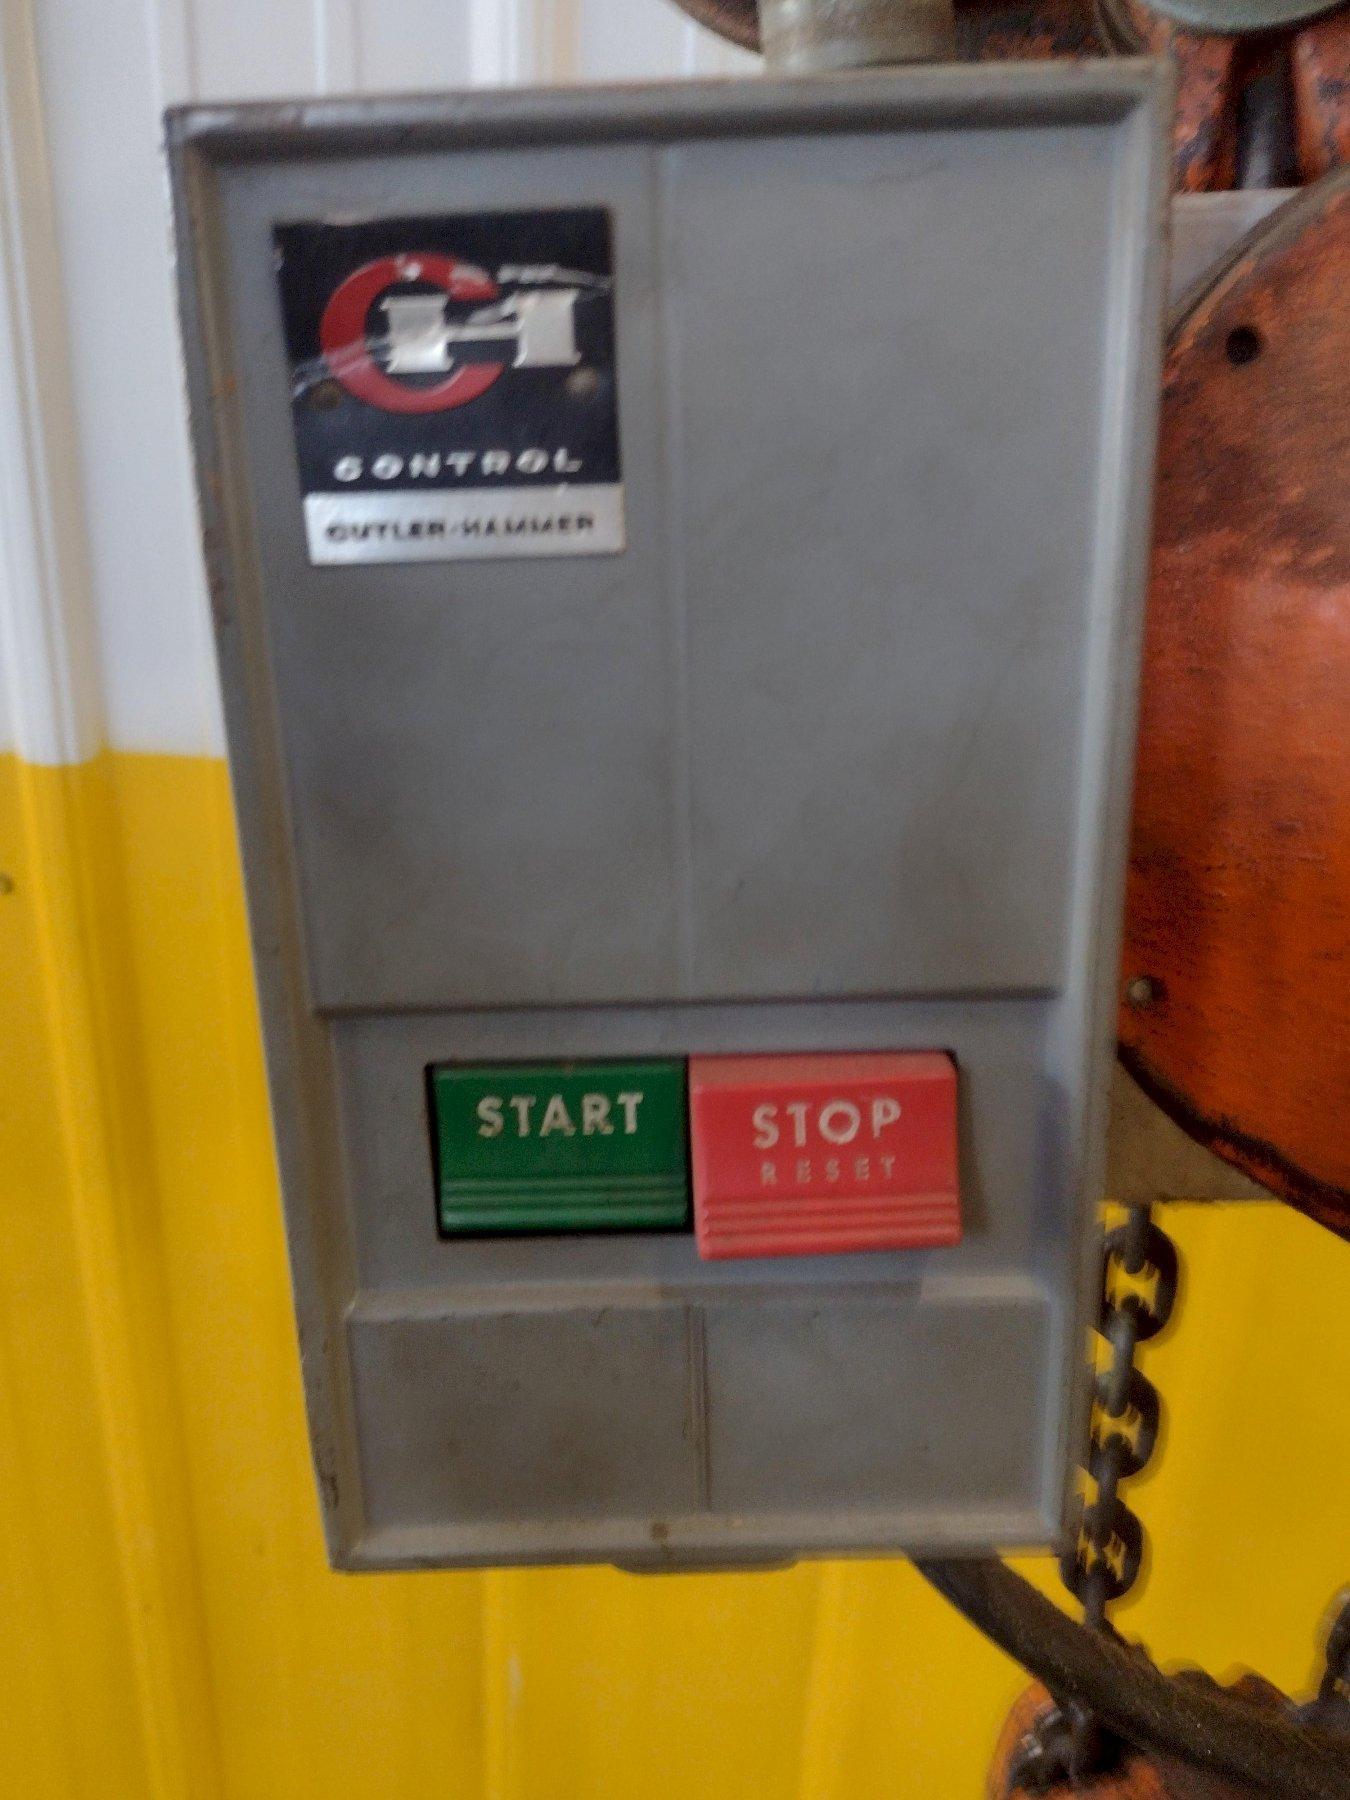 CH
CONTROL
CUTLER-HAMMER
START
STOP
RESET